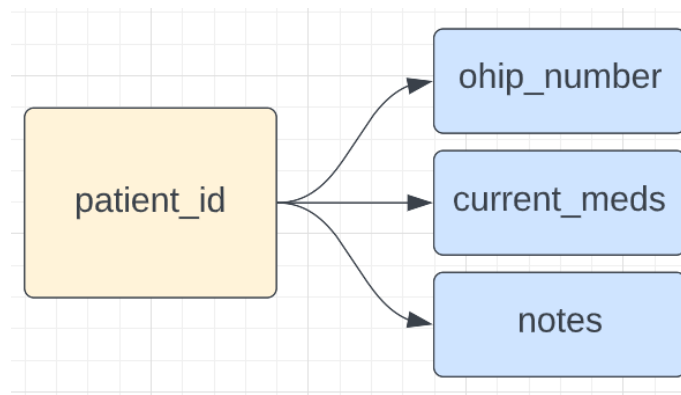 patient_id
ohip_number
current_meds
notes